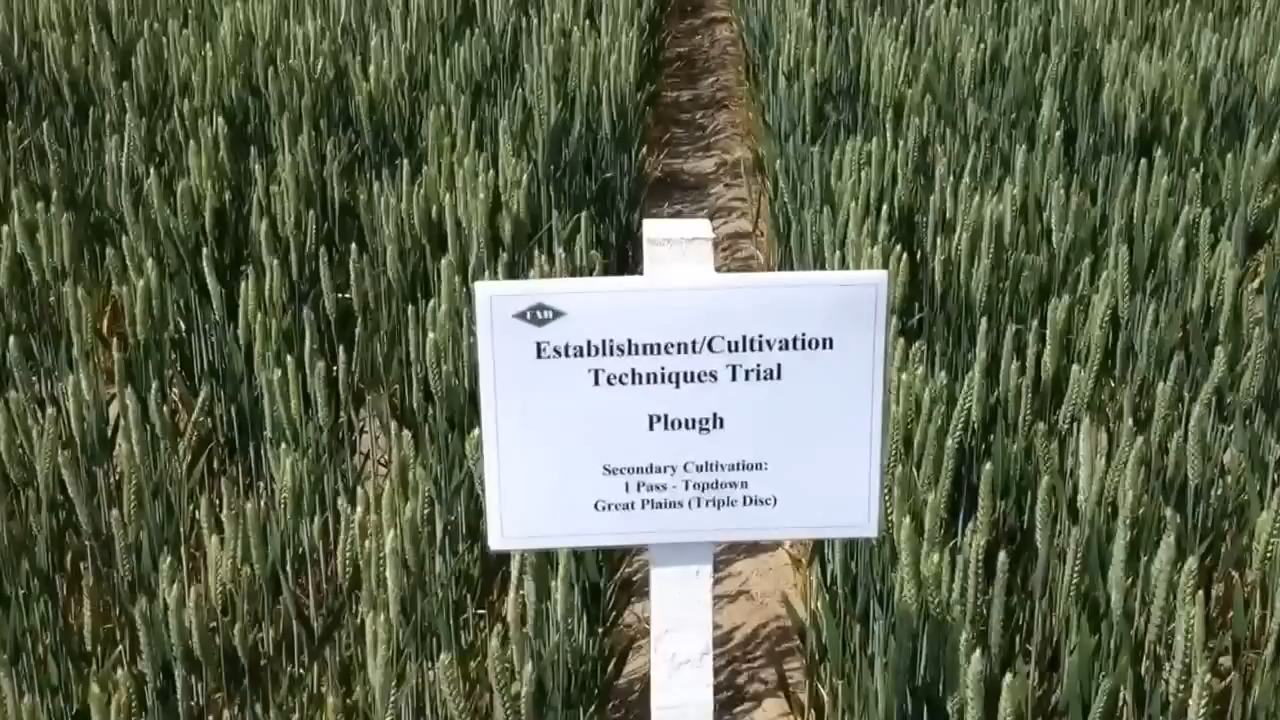 Establishment/Cultivation
Techniques Trial
Plough
Secondary Cultivation:
1 Pass - Topdown
Great Plains (Triple Disc)